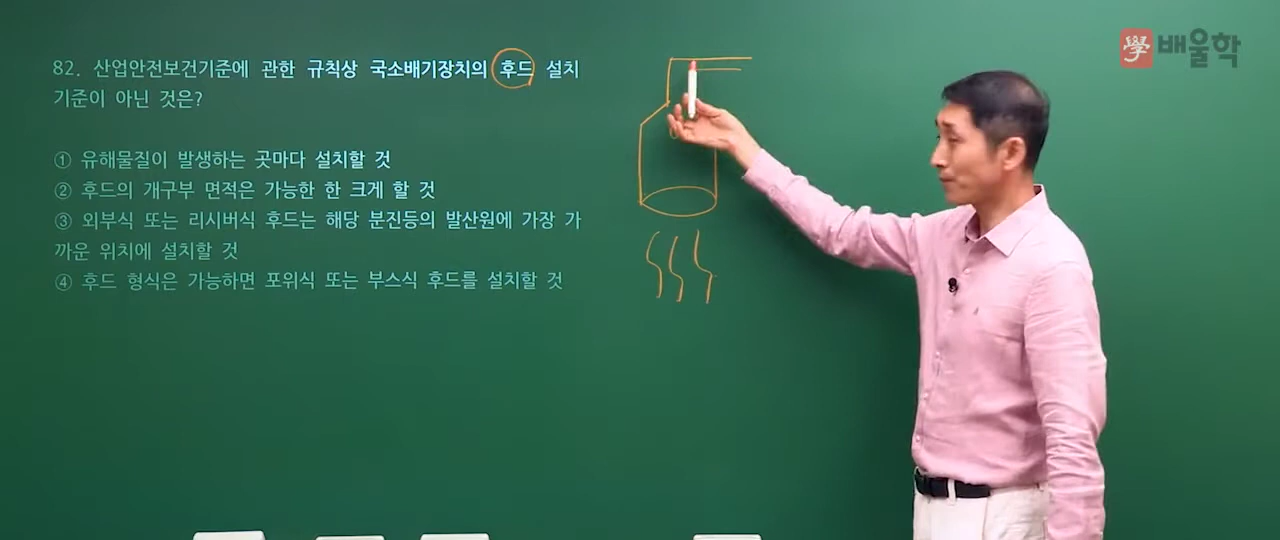 學 배울학
82. 산업안전보건기준에 관한 규칙상 국소배기장치의 후드 설치
기준이 아닌 것은?
① 유해물질이 발생하는 곳마다 설치할 것
② 후드의 개구부 면적은 가능한 한 크게 할 것
③ 외부식 또는 리시버식 후드는 해당 분진등의 발산원에 가장 가
까운 위치에 설치할 것
④ 후드 형식은 가능하면 포위식 또는 부스식 후드를 설치할 것